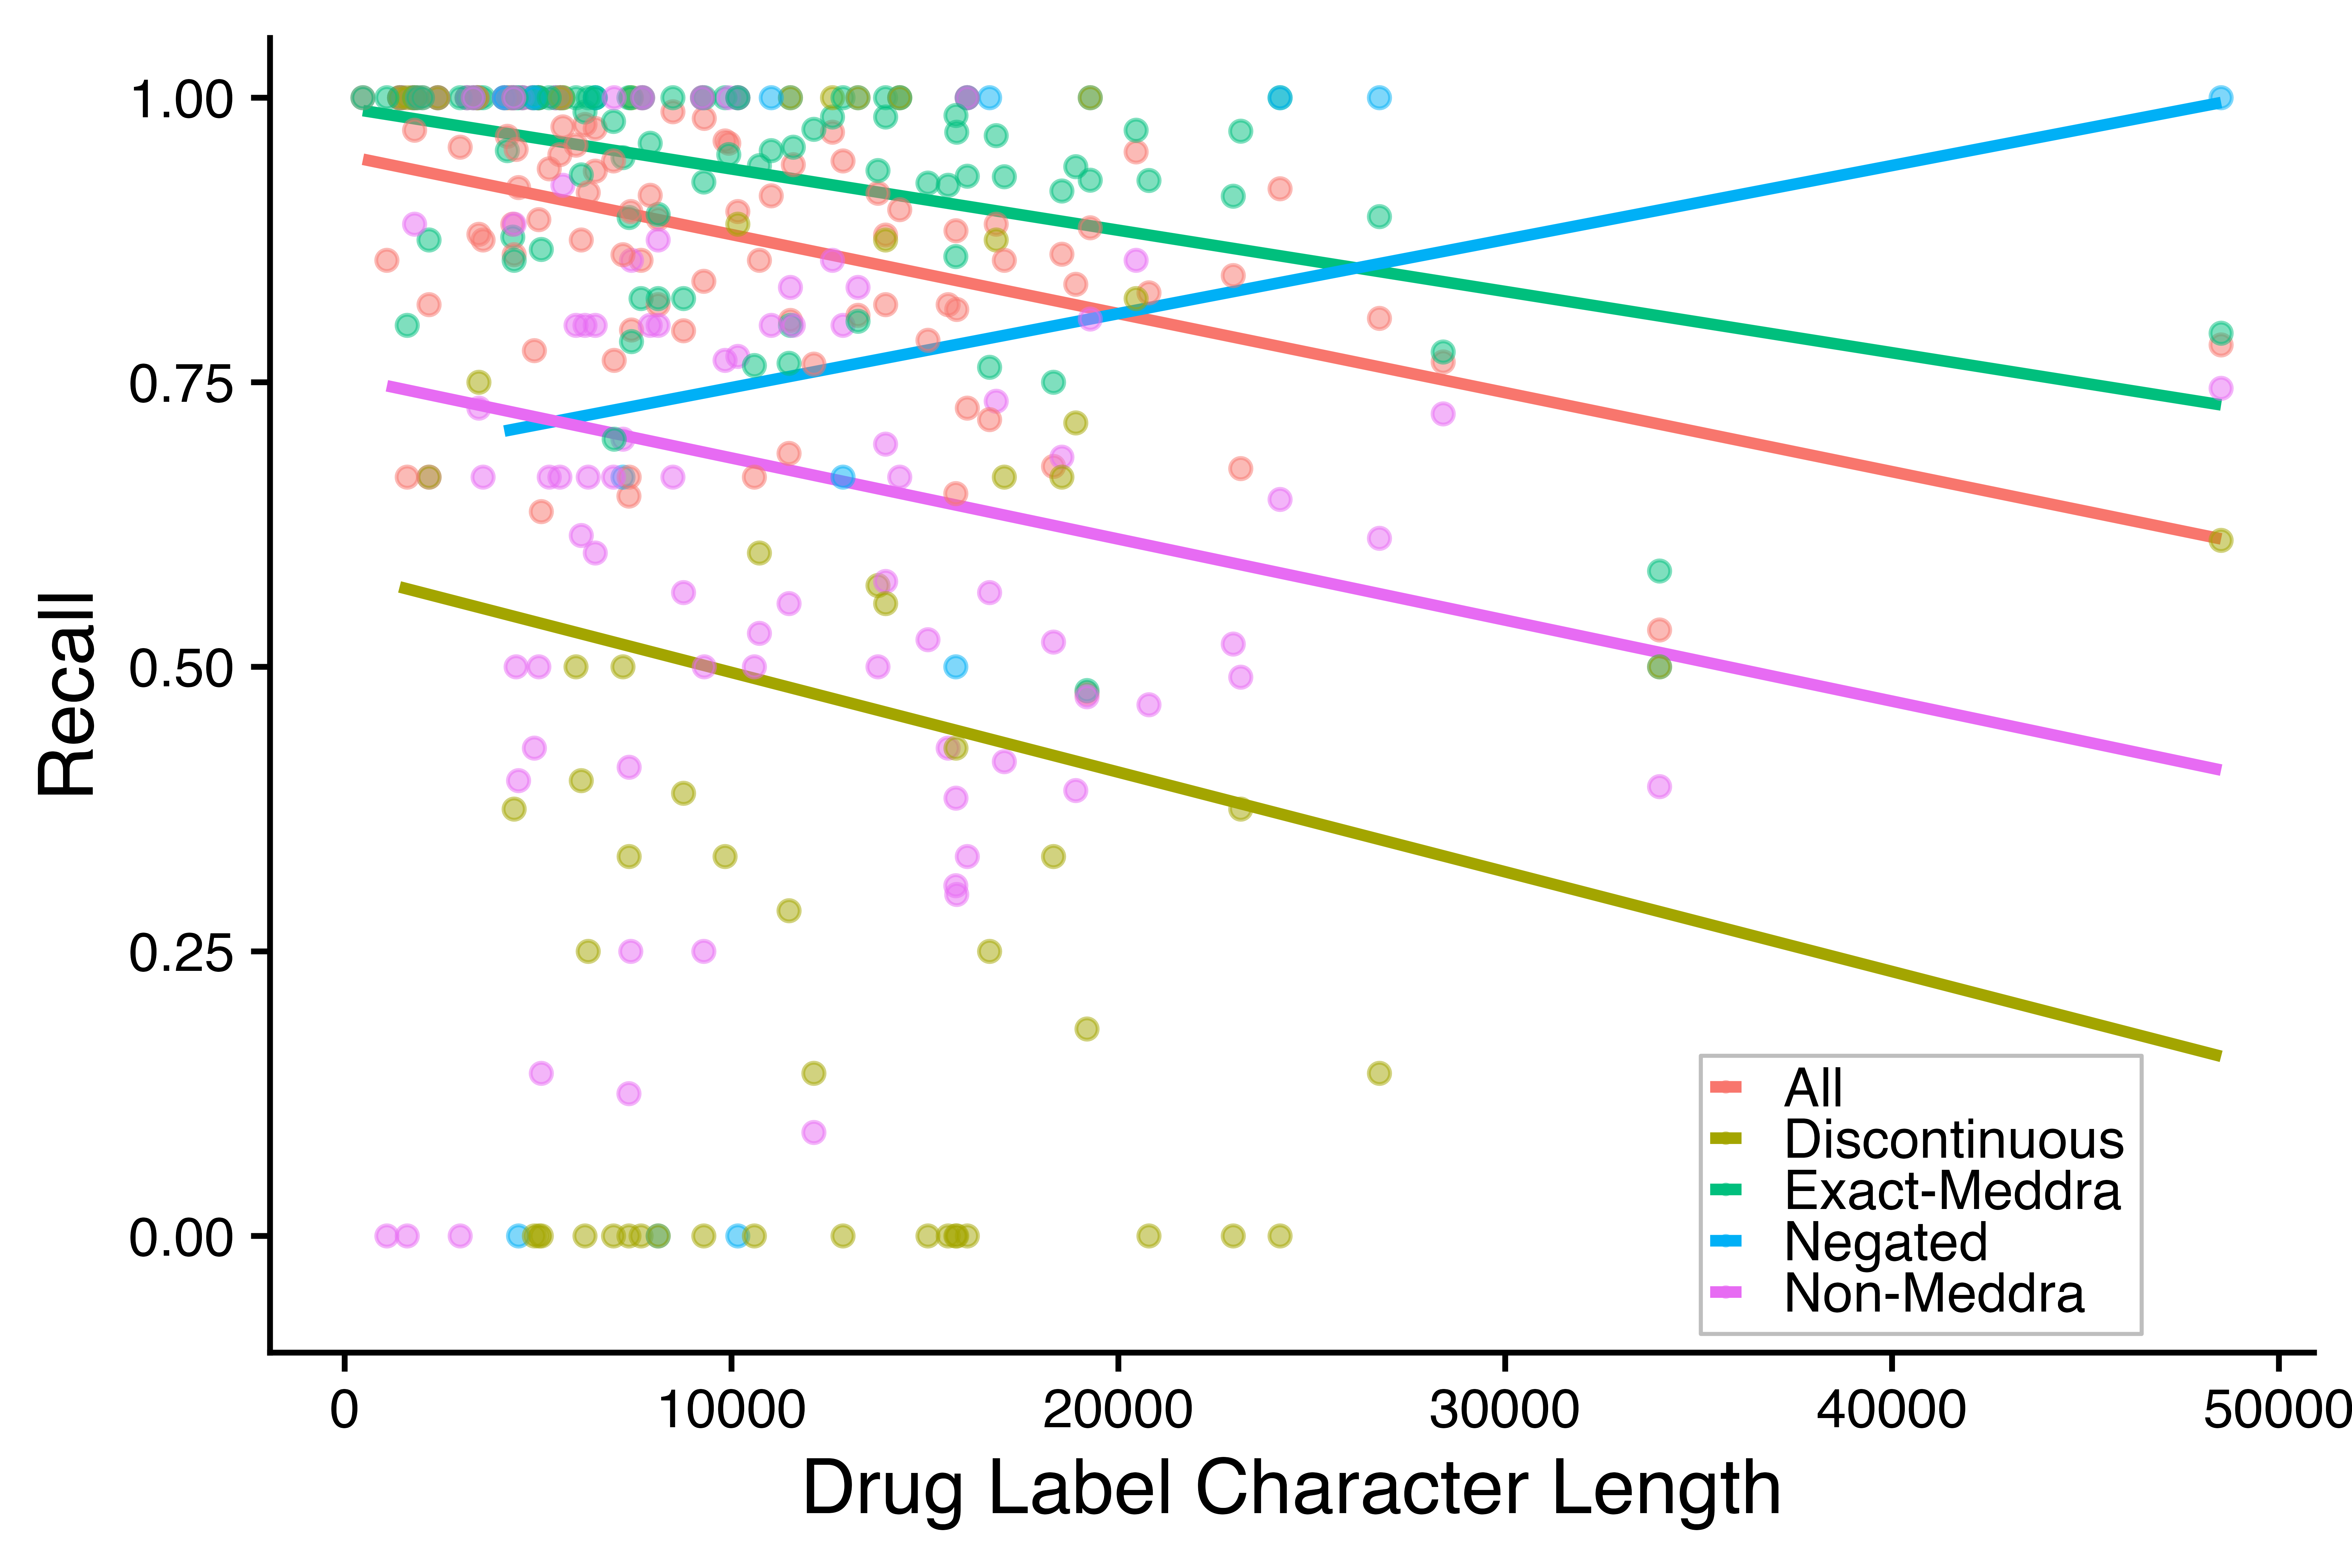 Recall
1.00
0.75
0.50
0.25
0.00
All
Discontinuous
Exact-Meddra
Negated
Non-Meddra
0 10000 20000 30000 40000 50000
Drug Label Character Length